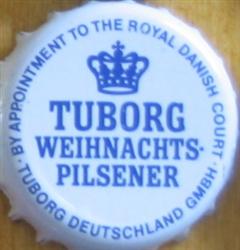 · BY APPOINTMENT TO THE ROYAL DANISH COURT ·
TUBORG
WEIHNACHTS-
PILSENER
TUBORG DEUTSCHLAND GMBH